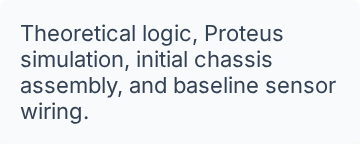 Theoretical logic, Proteus
simulation, initial chassis
assembly, and baseline sensor
wiring.